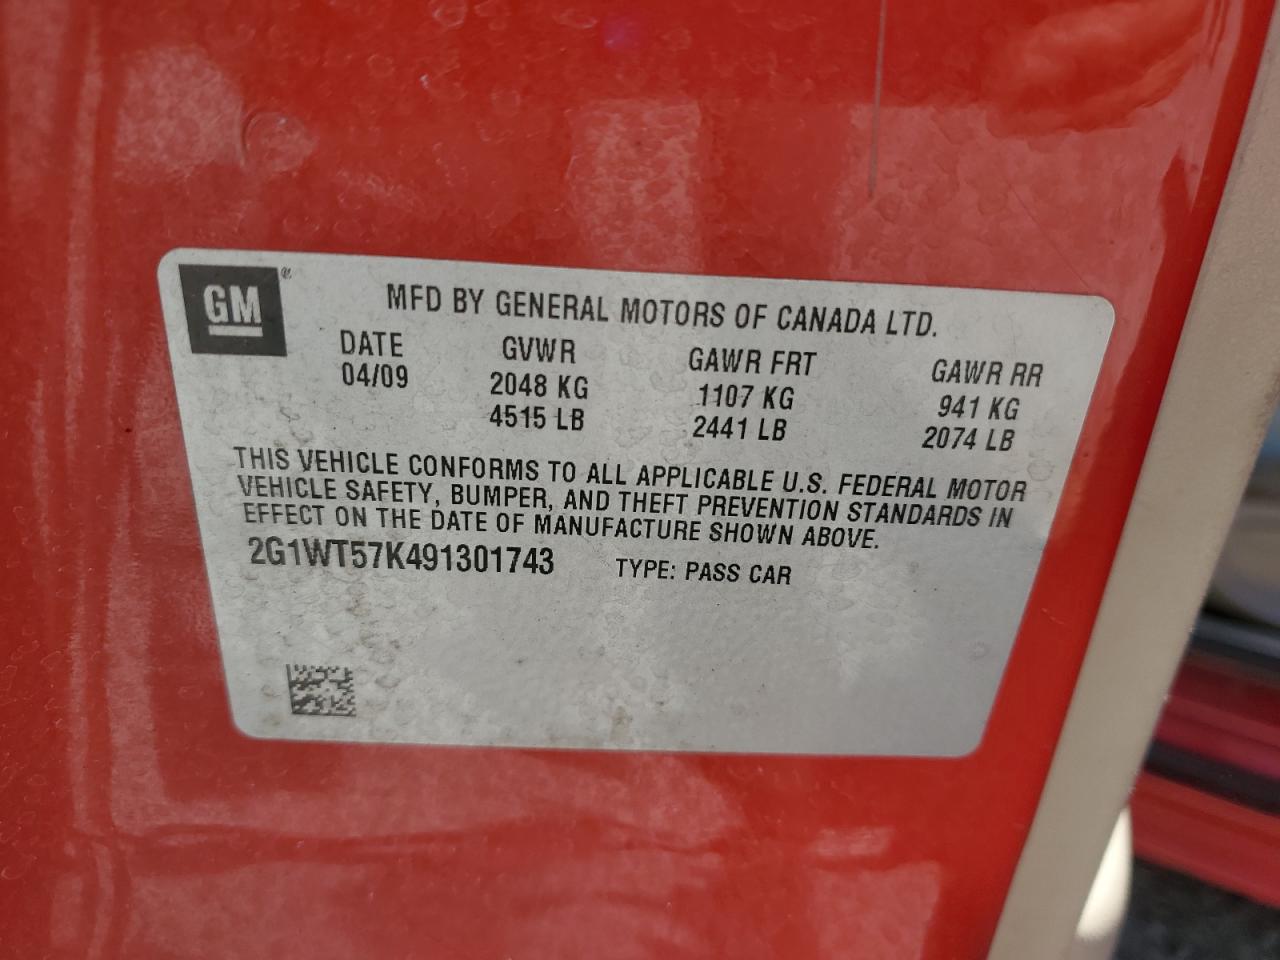 GM®
MFD BY GENERAL MOTORS OF CANADA LTD.
DATE GVWR GAWR FRT GAWR RR
04/09 2048 KG 1107 KG 941 KG
4515 LB 2441 LB 2074 LB
THIS VEHICLE CONFORMS TO ALL APPLICABLE U.S. FEDERAL MOTOR
VEHICLE SAFETY, BUMPER, AND THEFT PREVENTION STANDARDS IN
EFFECT ON THE DATE OF MANUFACTURE SHOWN ABOVE.
2G1WT57K491301743 TYPE: PASS CAR